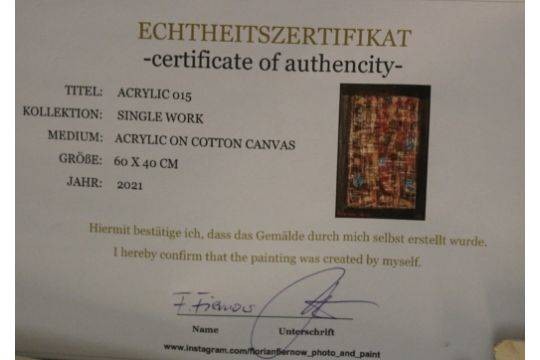 ECHTHEITSZERTIFIKAT
-certificate of authencity-
TITEL: ACRYLIC 015
KOLLEKTION: SINGLE WORK
MEDIUM: ACRYLIC ON COTTON CANVAS
GRÖßE: 60 X 40 CM
JAHR: 2021
Hiermit bestätige ich, dass das Gemälde durch mich selbst erstellt wurde.
I hereby confirm that the painting was created by myself.
F. Fiernow
Name Unterschrift
www.instagram.com/florianfiernow_photo_and_paint